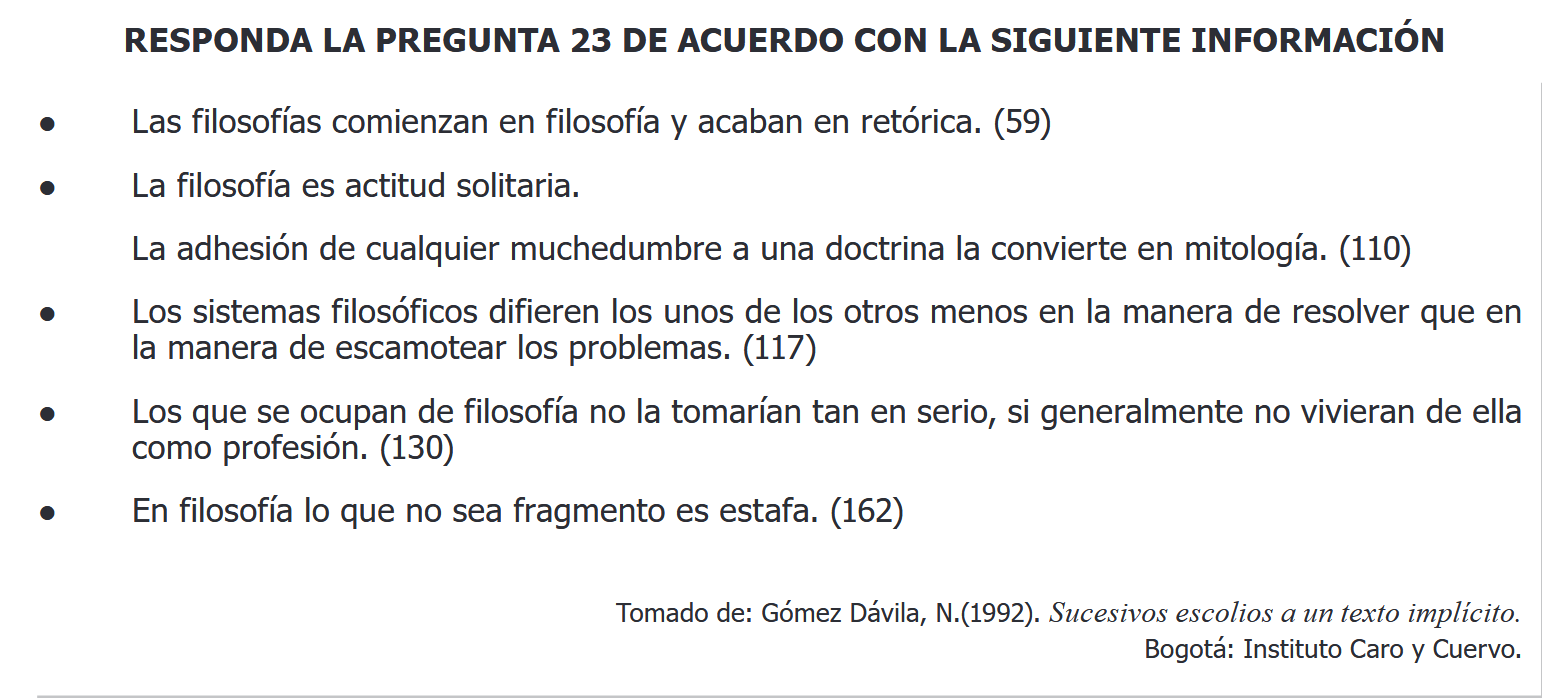 RESPONDA LA PREGUNTA 23 DE ACUERDO CON LA SIGUIENTE INFORMACIÓN
● Las filosofías comienzan en filosofía y acaban en retórica. (59)
● La filosofía es actitud solitaria.
La adhesión de cualquier muchedumbre a una doctrina la convierte en mitología. (110)
● Los sistemas filosóficos difieren los unos de los otros menos en la manera de resolver que en
la manera de escamotear los problemas. (117)
● Los que se ocupan de filosofía no la tomarían tan en serio, si generalmente no vivieran de ella
como profesión. (130)
● En filosofía lo que no sea fragmento es estafa. (162)
Tomado de: Gómez Dávila, N.(1992). Sucesivos escolios a un texto implícito.
Bogotá: Instituto Caro y Cuervo.